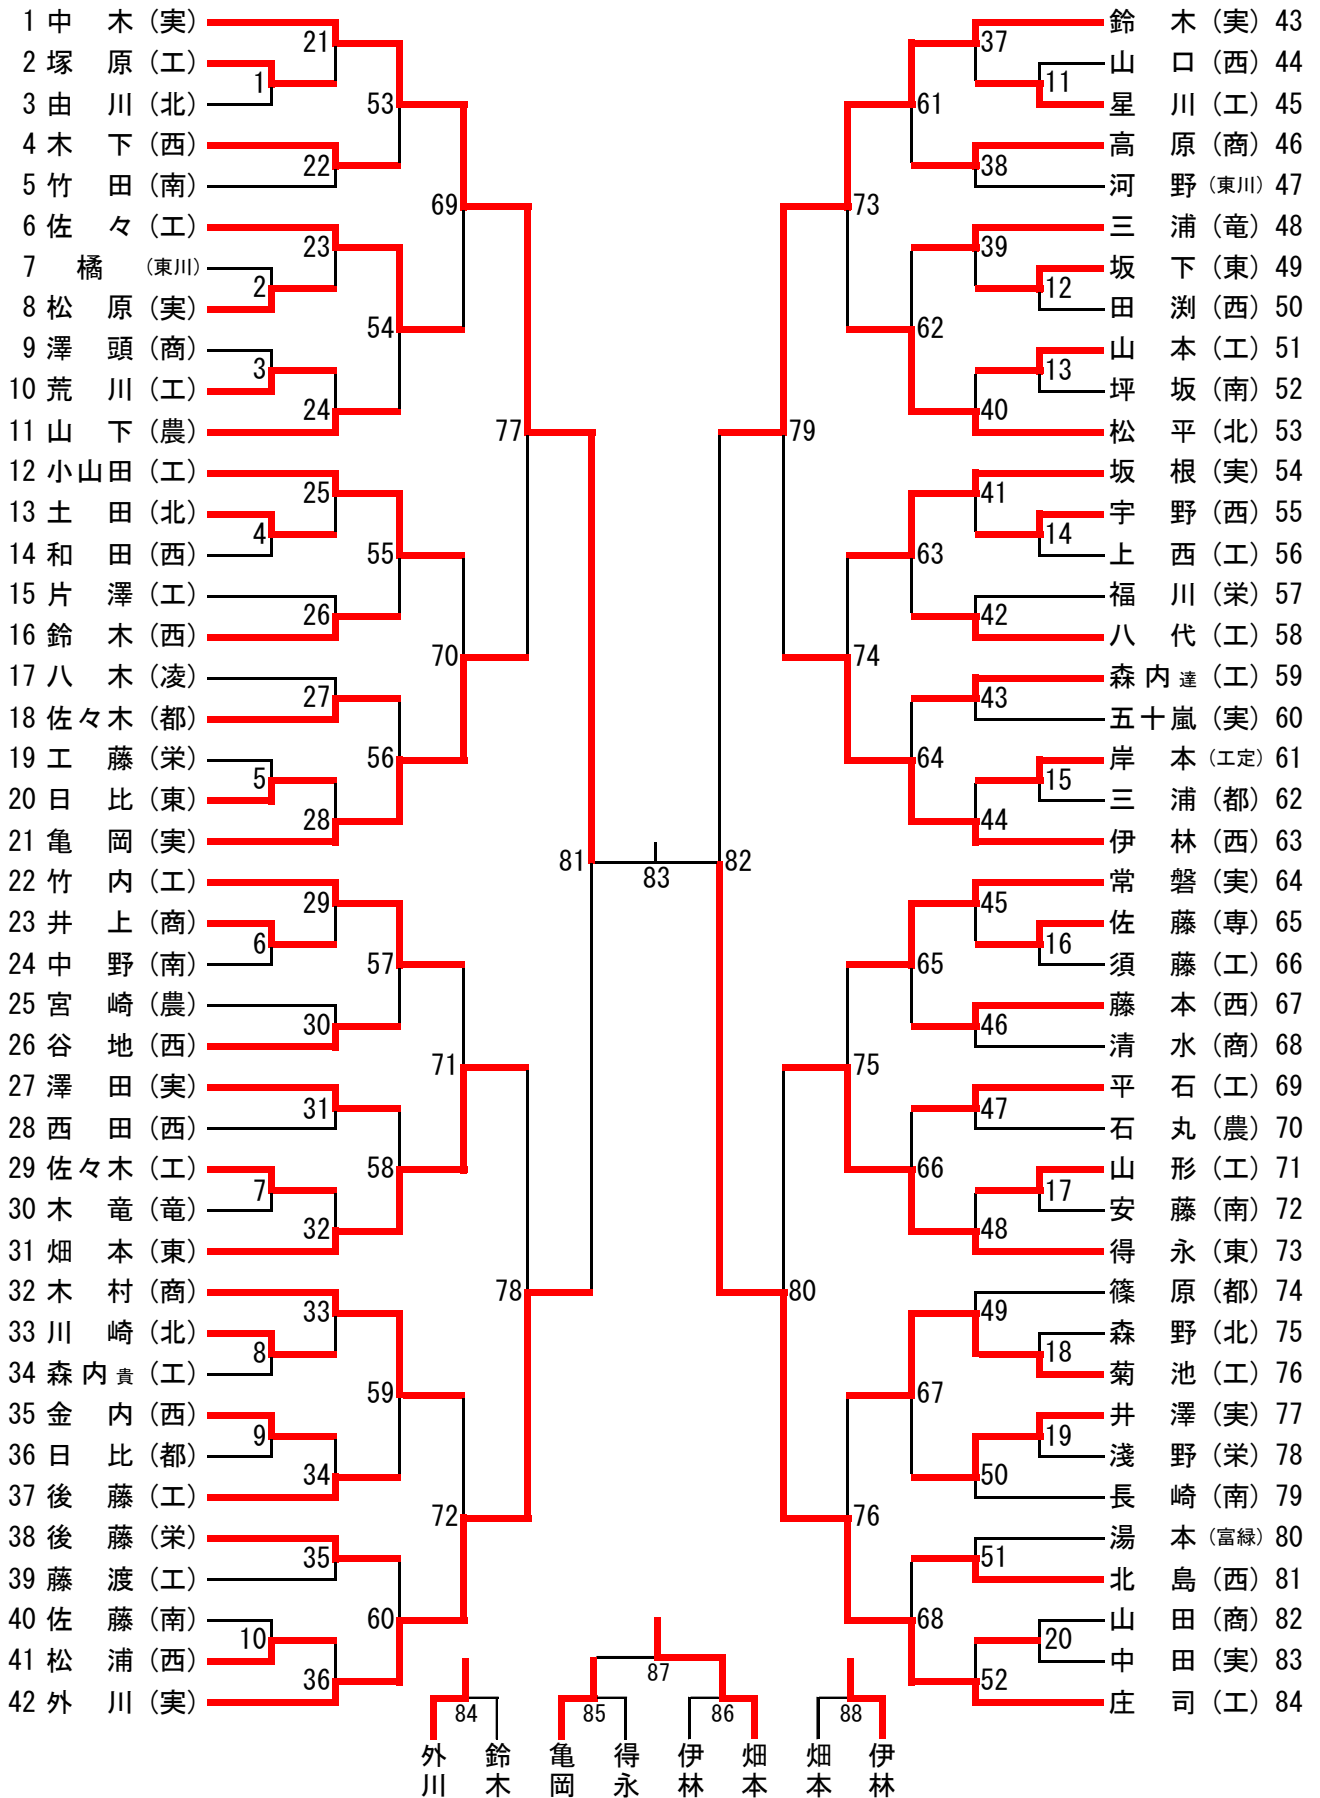 1 中 木 (実)
2 塚 原 (工)
3 由 川 (北)
4 木 下 (西)
5 竹 田 (南)
6 佐 々 (工)
7 橘 (東川)
8 松 原 (実)
9 澤 頭 (商)
10 荒 川 (工)
11 山 下 (農)
12 小山田 (工)
13 土 田 (北)
14 和 田 (西)
15 片 澤 (工)
16 鈴 木 (西)
17 八 木 (凌)
18 佐々木 (都)
19 工 藤 (栄)
20 日 比 (東)
21 亀 岡 (実)
22 竹 内 (工)
23 井 上 (商)
24 中 野 (南)
25 宮 崎 (農)
26 谷 地 (西)
27 澤 田 (実)
28 西 田 (西)
29 佐々木 (工)
30 木 竜 (竜)
31 畑 本 (東)
32 木 村 (商)
33 川 崎 (北)
34 森内貴 (工)
35 金 内 (西)
36 日 比 (都)
37 後 藤 (工)
38 後 藤 (栄)
39 藤 渡 (工)
40 佐 藤 (南)
41 松 浦 (西)
42 外 川 (実)
1
2
3
4
5
6
7
8
9
10
21
22
23
24
25
26
27
28
29
30
31
32
33
34
35
36
53
54
55
56
57
58
59
60
69
70
71
72
77
78
81
83
82
79
80
73
74
75
76
61
62
63
64
65
66
67
68
37
38
39
40
41
42
43
44
45
46
47
48
49
50
51
52
11
12
13
14
15
16
17
18
19
20
鈴 木 (実) 43
山 口 (西) 44
星 川 (工) 45
高 原 (商) 46
河 野 (東川) 47
三 浦 (竜) 48
坂 下 (東) 49
田 渕 (西) 50
山 本 (工) 51
坪 坂 (南) 52
松 平 (北) 53
坂 根 (実) 54
宇 野 (西) 55
上 西 (工) 56
福 川 (栄) 57
八 代 (工) 58
森内達 (工) 59
五十嵐 (実) 60
岸 本 (工定) 61
三 浦 (都) 62
伊 林 (西) 63
常 磐 (実) 64
佐 藤 (専) 65
須 藤 (工) 66
藤 本 (西) 67
清 水 (商) 68
平 石 (工) 69
石 丸 (農) 70
山 形 (工) 71
安 藤 (南) 72
得 永 (東) 73
篠 原 (都) 74
森 野 (北) 75
菊 池 (工) 76
井 澤 (実) 77
淺 野 (栄) 78
長 崎 (南) 79
湯 本 (富緑) 80
北 島 (西) 81
山 田 (商) 82
中 田 (実) 83
庄 司 (工) 84
87
84
85
86
88
外川
鈴木
亀岡
得永
伊林
畑本
畑本
伊林